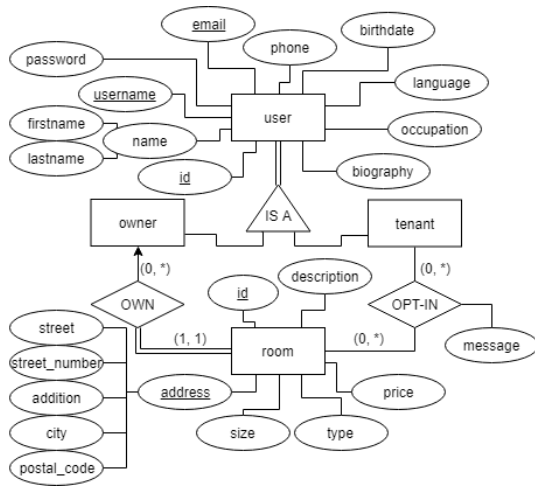 email
phone
birthdate
password
language
username
user
firstname
name
occupation
lastname
id
biography
IS A
owner
tenant
(0, *)
(0, *)
description
id
OWN
OPT-IN
street
(1, 1)
(0, *)
room
message
street_number
address
price
addition
size
type
city
postal_code